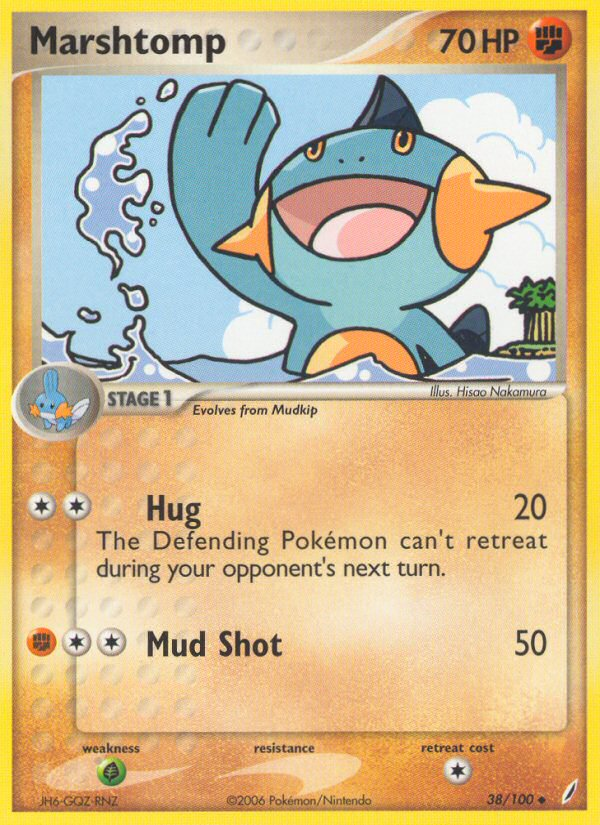 Marshtomp 70 HP
Illus. Hisao Nakamura
STAGE 1
Evolves from Mudkip
Hug 20
The Defending Pokémon can't retreat
during your opponent's next turn.
Mud Shot 50
weakness resistance retreat cost
JH6-GQZ-RNZ ©2006 Pokémon/Nintendo 38/100